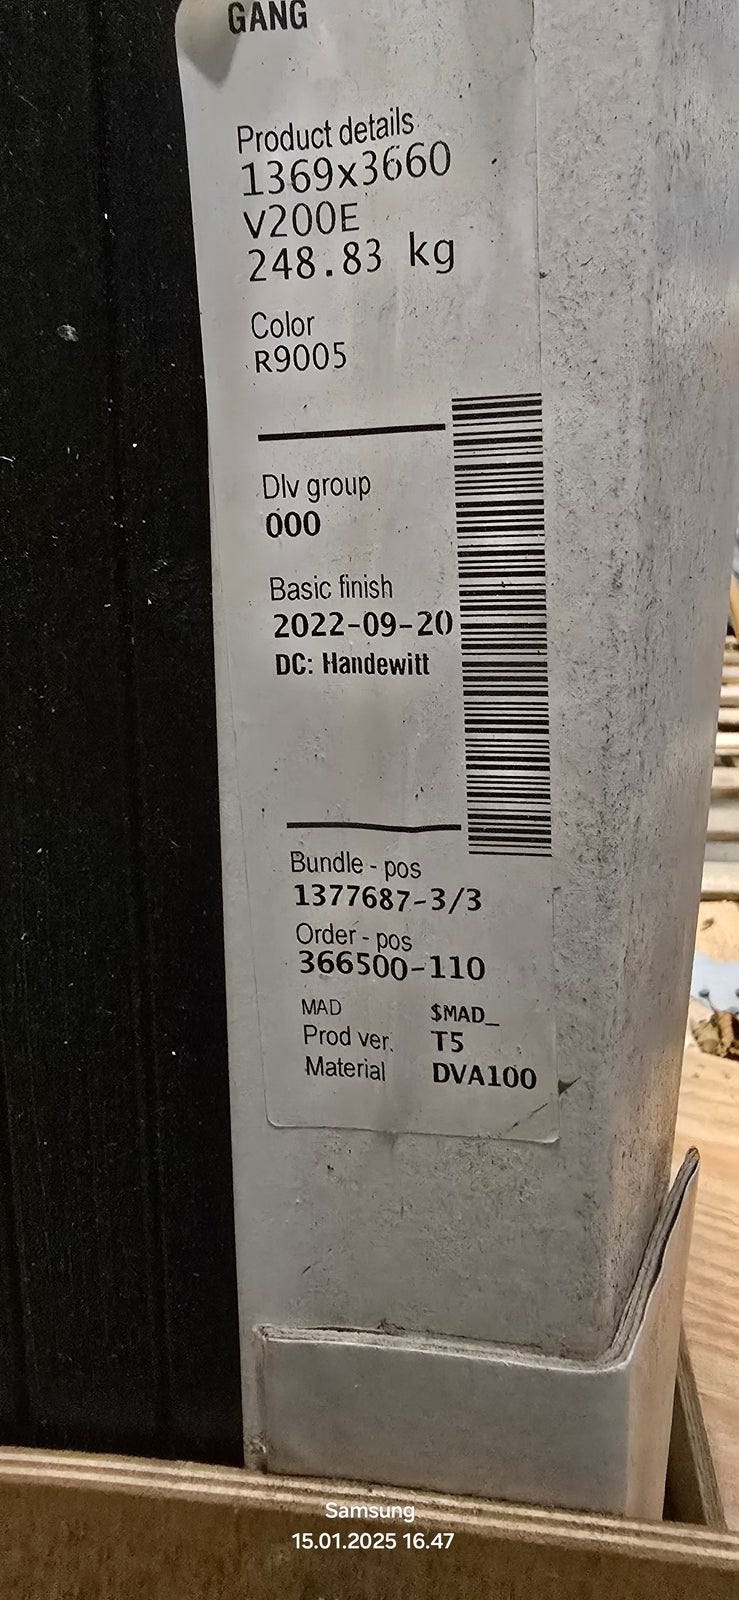 GANG
Product details
1369x3660
V200E
248.83 kg
Color
R9005
Dlv group
000
Basic finish
2022-09-20
DC: Handewitt
Bundle - pos
1377687-3/3
Order - pos
366500-110
MAD $MAD_
Prod ver. T5
Material DVA100
Samsung
15.01.2025 16.47